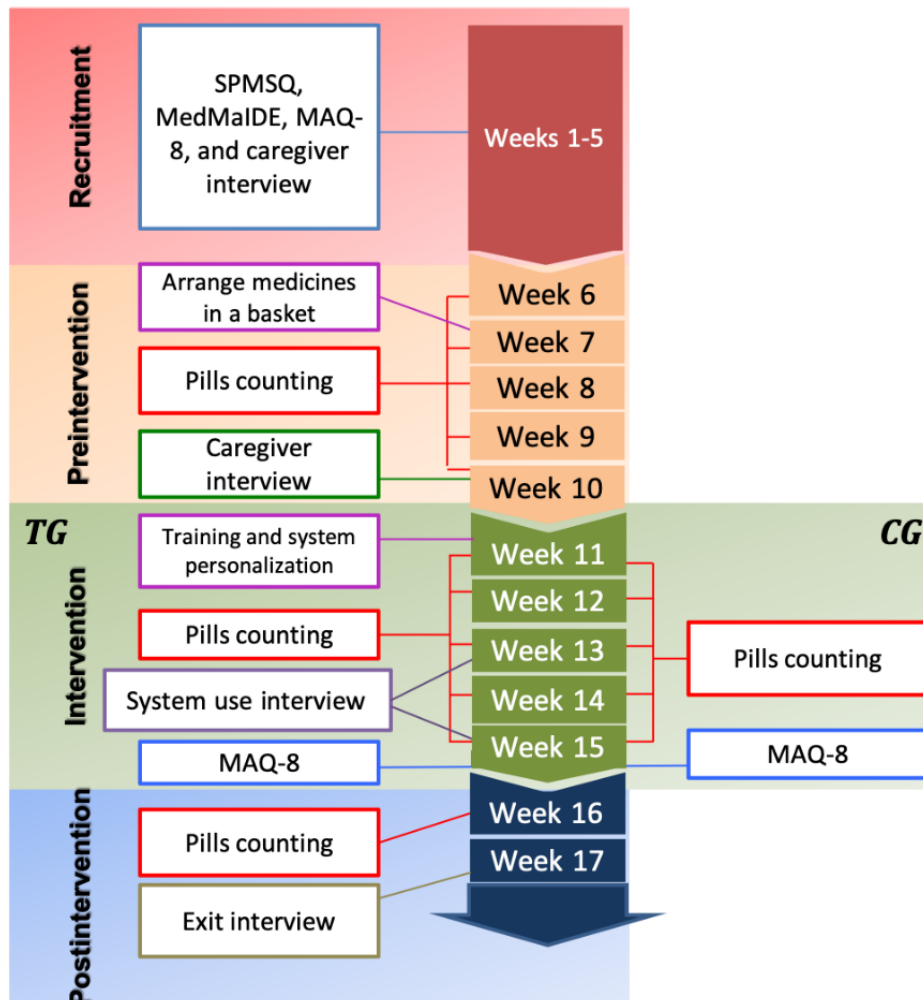 Recruitment
SPMSQ,
MedMaIDE, MAQ-
8, and caregiver
interview
Weeks 1-5
Preintervention
Arrange medicines
in a basket
Pills counting
Caregiver
interview
Week 6
Week 7
Week 8
Week 9
Week 10
TG
CG
Intervention
Training and system
personalization
Pills counting
System use interview
MAQ-8
Week 11
Week 12
Week 13
Week 14
Week 15
Pills counting
MAQ-8
Postintervention
Pills counting
Exit interview
Week 16
Week 17